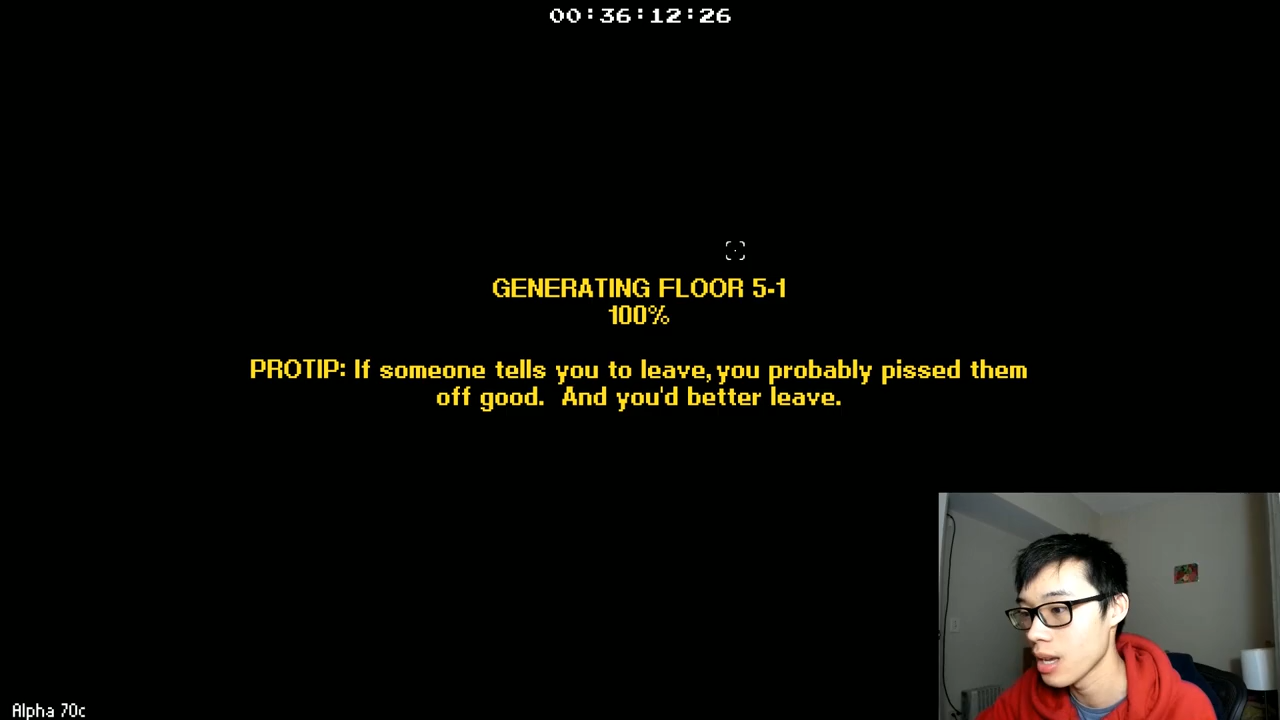 00:36:12:26
GENERATING FLOOR 5-1
100%
PROTIP: If someone tells you to leave, you probably pissed them
off good.  And you'd better leave.
Alpha 70c